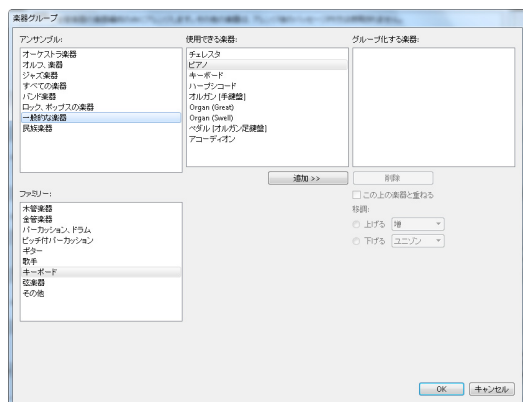 楽器グループ
アンサンブル:
オーケストラ楽器
オルフ、楽器
ジャズ楽器
すべての楽器
バンド楽器
ロック、ポップスの楽器
一般的な楽器
民族楽器
使用できる楽器:
チェレスタ
ピアノ
キーボード
ハープシコード
オルガン [手鍵盤]
Organ (Great)
Organ (Swell)
ペダル [オルガン足鍵盤]
アコーディオン
グループ化する楽器:
追加 >>
削除
この上の楽器と重ねる
移調:
上げる 増
下げる ユニゾン
ファミリー:
木管楽器
金管楽器
パーカッション、ドラム
ピッチ付パーカッション
ギター
歌手
キーボード
弦楽器
その他
OK
キャンセル